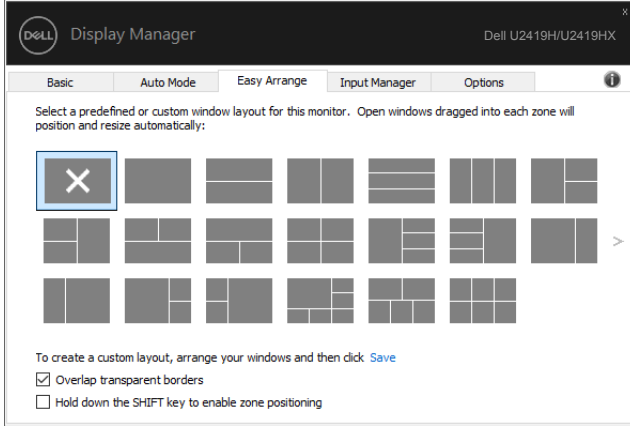 x
DELL Display Manager Dell U2419H/U2419HX
Basic Auto Mode Easy Arrange Input Manager Options
Select a predefined or custom window layout for this monitor. Open windows dragged into each zone will
position and resize automatically:
To create a custom layout, arrange your windows and then click Save
Overlap transparent borders
Hold down the SHIFT key to enable zone positioning